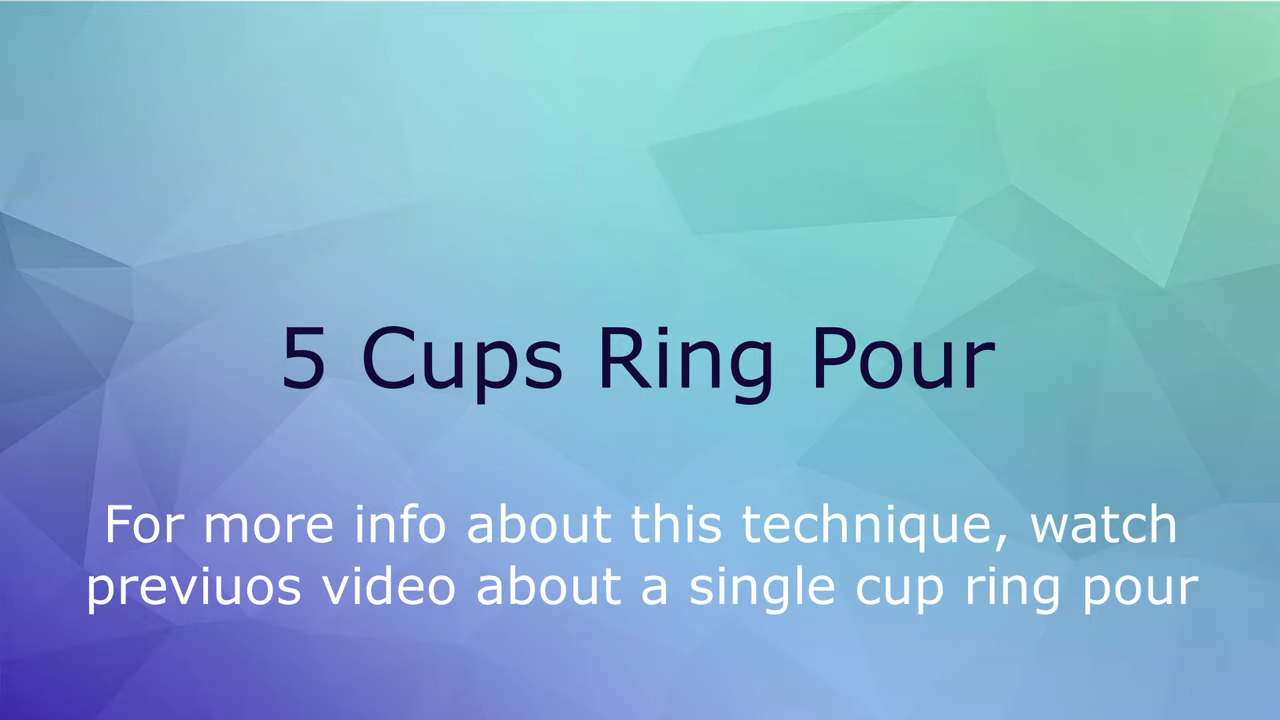 5 Cups Ring Pour
For more info about this technique, watch
previuos video about a single cup ring pour